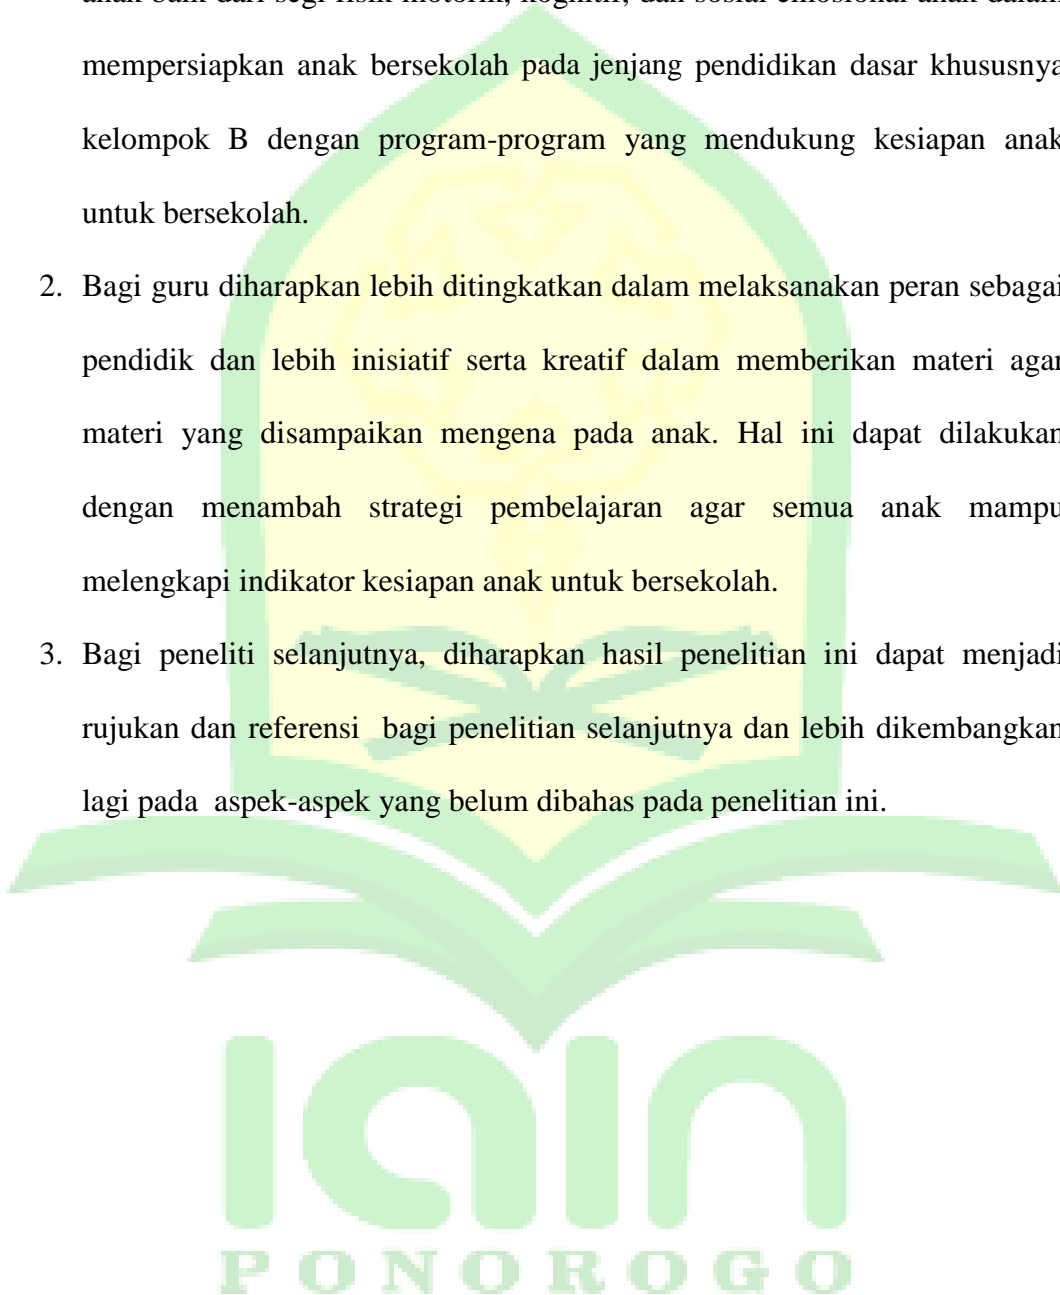 anak baik dari segi fisik motorik, kognitif, dan sosial emosional anak dalam
mempersiapkan anak bersekolah pada jenjang pendidikan dasar khususnya
kelompok B dengan program-program yang mendukung kesiapan anak
untuk bersekolah.
2. Bagi guru diharapkan lebih ditingkatkan dalam melaksanakan peran sebagai
pendidik dan lebih inisiatif serta kreatif dalam memberikan materi agar
materi yang disampaikan mengena pada anak. Hal ini dapat dilakukan
dengan menambah strategi pembelajaran agar semua anak mampu
melengkapi indikator kesiapan anak untuk bersekolah.
3. Bagi peneliti selanjutnya, diharapkan hasil penelitian ini dapat menjadi
rujukan dan referensi bagi penelitian selanjutnya dan lebih dikembangkan
lagi pada aspek-aspek yang belum dibahas pada penelitian ini.
iain
PONOROGO